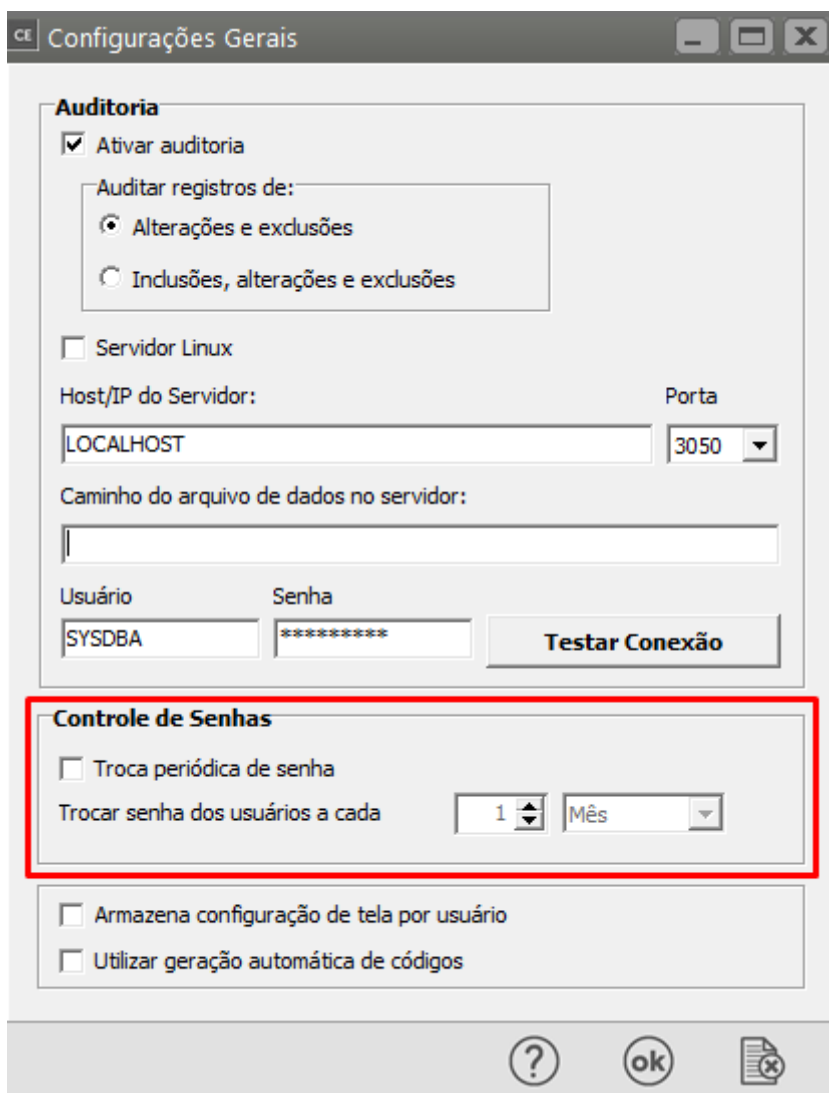 CE Configurações Gerais
Auditoria
Ativar auditoria
Auditar registros de:
Alterações e exclusões
Inclusões, alterações e exclusões
Servidor Linux
Host/IP do Servidor: Porta
LOCALHOST 3050
Caminho do arquivo de dados no servidor:
Usuário Senha
SYSDBA ********* Testar Conexão
Controle de Senhas
Troca periódica de senha
Trocar senha dos usuários a cada 1 Mês
Armazena configuração de tela por usuário
Utilizar geração automática de códigos
? ok